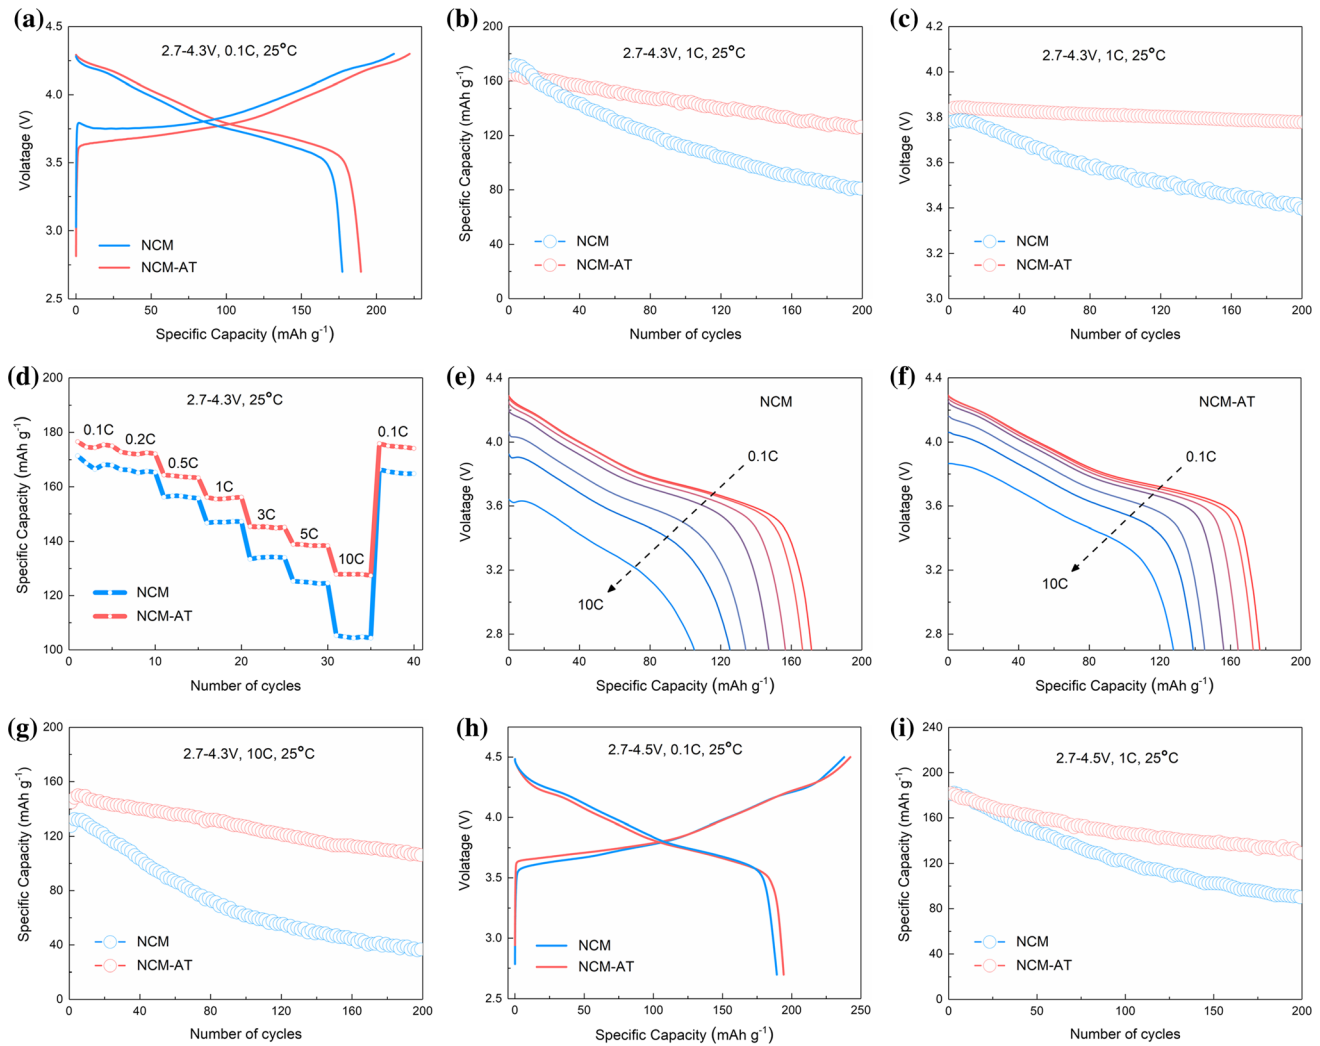 (a)
4.5
4.0
3.5
3.0
2.5
Volatage (V)
2.7-4.3V, 0.1C, 25°C
NCM
NCM-AT
0 50 100 150 200
Specific Capacity (mAh g-1)
(b)
200
160
120
80
40
0
Specific Capacity (mAh g-1)
2.7-4.3V, 1C, 25°C
NCM
NCM-AT
0 40 80 120 160 200
Number of cycles
(c)
4.2
4.0
3.8
3.6
3.4
3.2
3.0
Voltage (V)
2.7-4.3V, 1C, 25°C
NCM
NCM-AT
0 40 80 120 160 200
Number of cycles
(d)
200
180
160
140
120
100
Specific Capacity (mAh g-1)
2.7-4.3V, 25°C
0.1C
0.2C
0.5C
1C
3C
5C
10C
0.1C
NCM
NCM-AT
0 10 20 30 40
Number of cycles
(e)
4.4
4.0
3.6
3.2
2.8
Volatage (V)
NCM
0.1C
10C
0 40 80 120 160 200
Specific Capacity (mAh g-1)
(f)
4.4
4.0
3.6
3.2
2.8
Volatage (V)
NCM-AT
0.1C
10C
0 40 80 120 160 200
Specific Capacity (mAh g-1)
(g)
200
160
120
80
40
0
Specific Capacity (mAh g-1)
2.7-4.3V, 10C, 25°C
NCM
NCM-AT
0 40 80 120 160 200
Number of cycles
(h)
4.5
4.0
3.5
3.0
2.5
Volatage (V)
2.7-4.5V, 0.1C, 25°C
NCM
NCM-AT
0 50 100 150 200 250
Specific Capacity (mAh g-1)
(i)
240
200
160
120
80
40
0
Specific Capacity (mAh g-1)
2.7-4.5V, 1C, 25°C
NCM
NCM-AT
0 50 100 150 200
Number of cycles